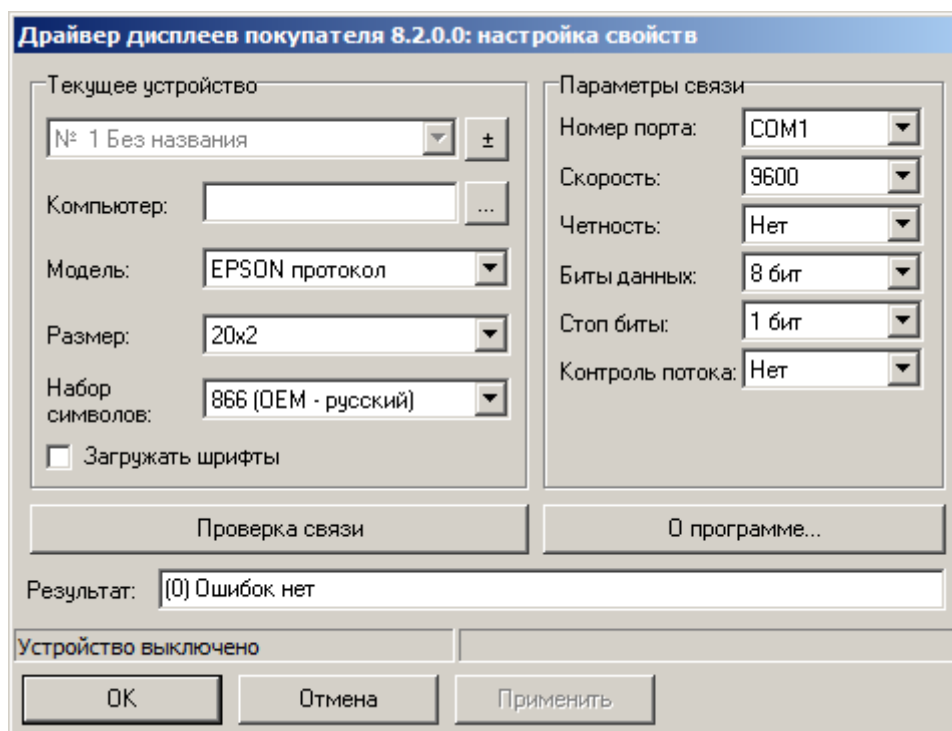 Драйвер дисплеев покупателя 8.2.0.0: настройка свойств
Текущее устройство
№ 1 Без названия
±
Компьютер:
...
Модель: EPSON протокол
Размер: 20x2
Набор
символов: 866 (OEM - русский)
Загружать шрифты
Параметры связи
Номер порта: COM1
Скорость: 9600
Четность: Нет
Биты данных: 8 бит
Стоп биты: 1 бит
Контроль потока: Нет
Проверка связи
О программе...
Результат: (0) Ошибок нет
Устройство выключено
OK
Отмена
Применить